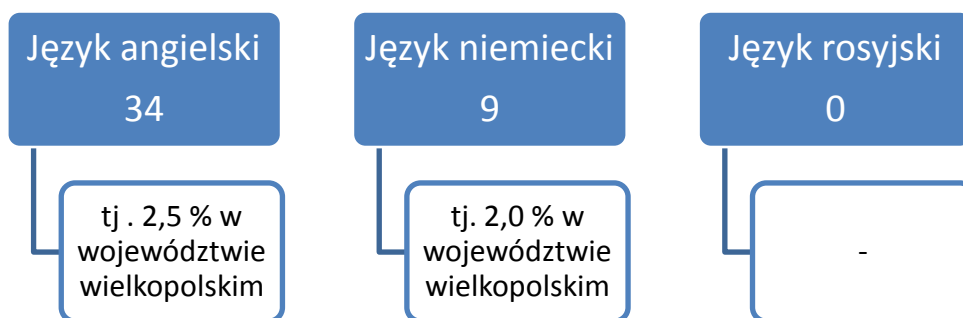 Język angielski
34
tj . 2,5 % w
województwie
wielkopolskim
Język niemiecki
9
tj. 2,0 % w
województwie
wielkopolskim
Język rosyjski
0
-